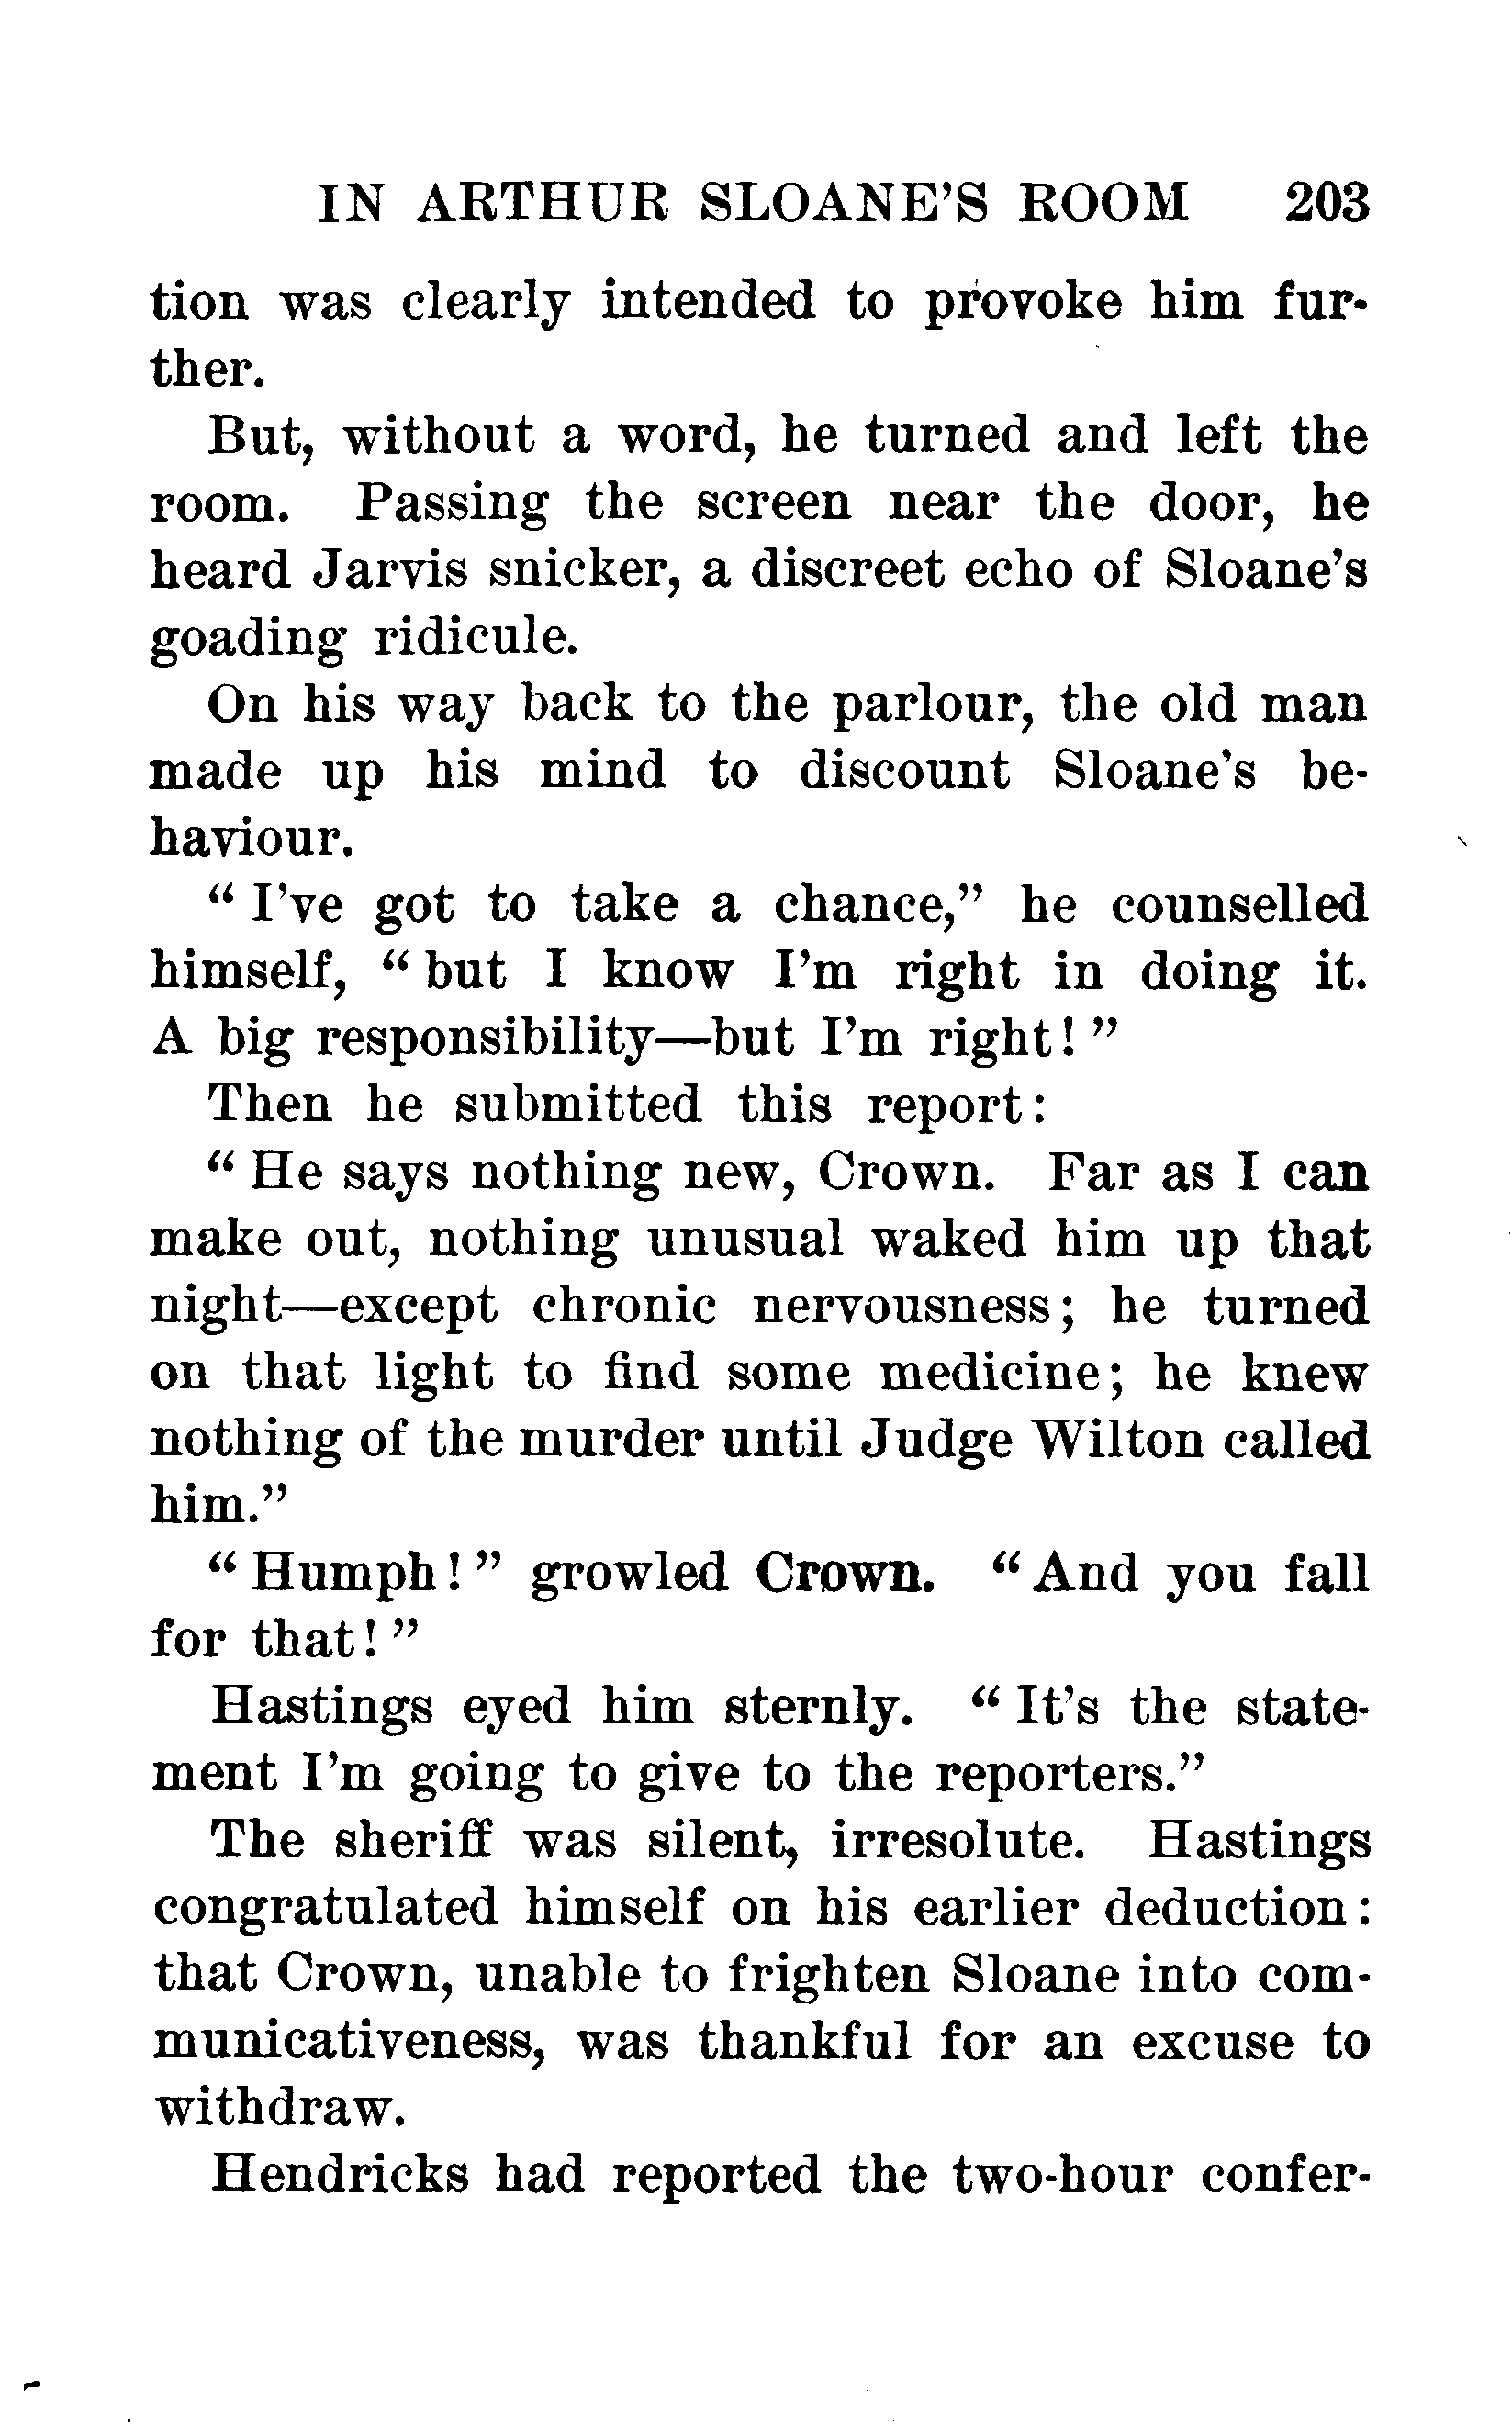 IN ARTHUR SLOANE'S ROOM 203
tion was clearly intended to provoke him fur-
ther.
But, without a word, he turned and left the
room. Passing the screen near the door, he
heard Jarvis snicker, a discreet echo of Sloane's
goading ridicule.
On his way back to the parlour, the old man
made up his mind to discount Sloane's be-
haviour.
" I've got to take a chance," he counselled
himself, " but I know I'm right in doing it.
A big responsibility—but I'm right! "
Then he submitted this report:
" He says nothing new, Crown. Far as I can
make out, nothing unusual waked him up that
night—except chronic nervousness; he turned
on that light to find some medicine; he knew
nothing of the murder until Judge Wilton called
him."
" Humph! " growled Crown. " And you fall
for that! "
Hastings eyed him sternly. " It's the state-
ment I'm going to give to the reporters."
The sheriff was silent, irresolute. Hastings
congratulated himself on his earlier deduction:
that Crown, unable to frighten Sloane into com-
municativeness, was thankful for an excuse to
withdraw.
Hendricks had reported the two-hour confer-